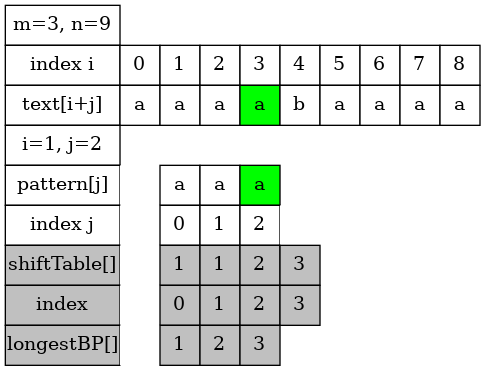 m=3, n=9
index i 0 1 2 3 4 5 6 7 8
text[i+j] a a a a b a a a a
i=1, j=2
pattern[j] a a a
index j 0 1 2
shiftTable[] 1 1 2 3
index 0 1 2 3
longestBP[] 1 2 3